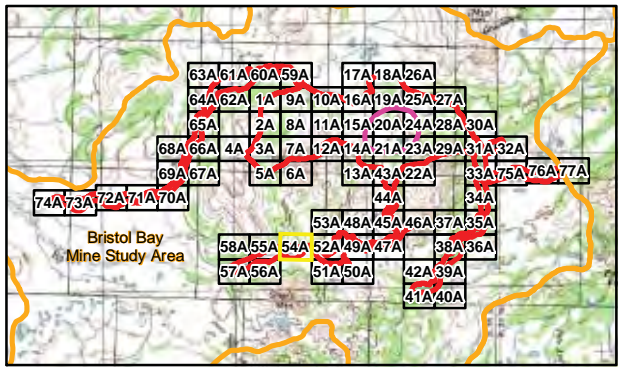 63A 61A 60A 59A 17A 18A 26A
64A 62A 1A 9A 10A 16A 19A 25A 27A
65A 2A 8A 11A 15A 20A 24A 28A 30A
68A 66A 4A 3A 7A 12A 14A 21A 23A 29A 31A 32A
69A 67A 5A 6A 13A 43A 22A 33A 75A 76A 77A
74A 73A 72A 71A 70A 44A 34A
53A 48A 45A 46A 37A 35A
Bristol Bay
Mine Study Area
58A 55A 54A 52A 49A 47A 38A 36A
57A 56A 51A 50A 42A 39A
41A 40A